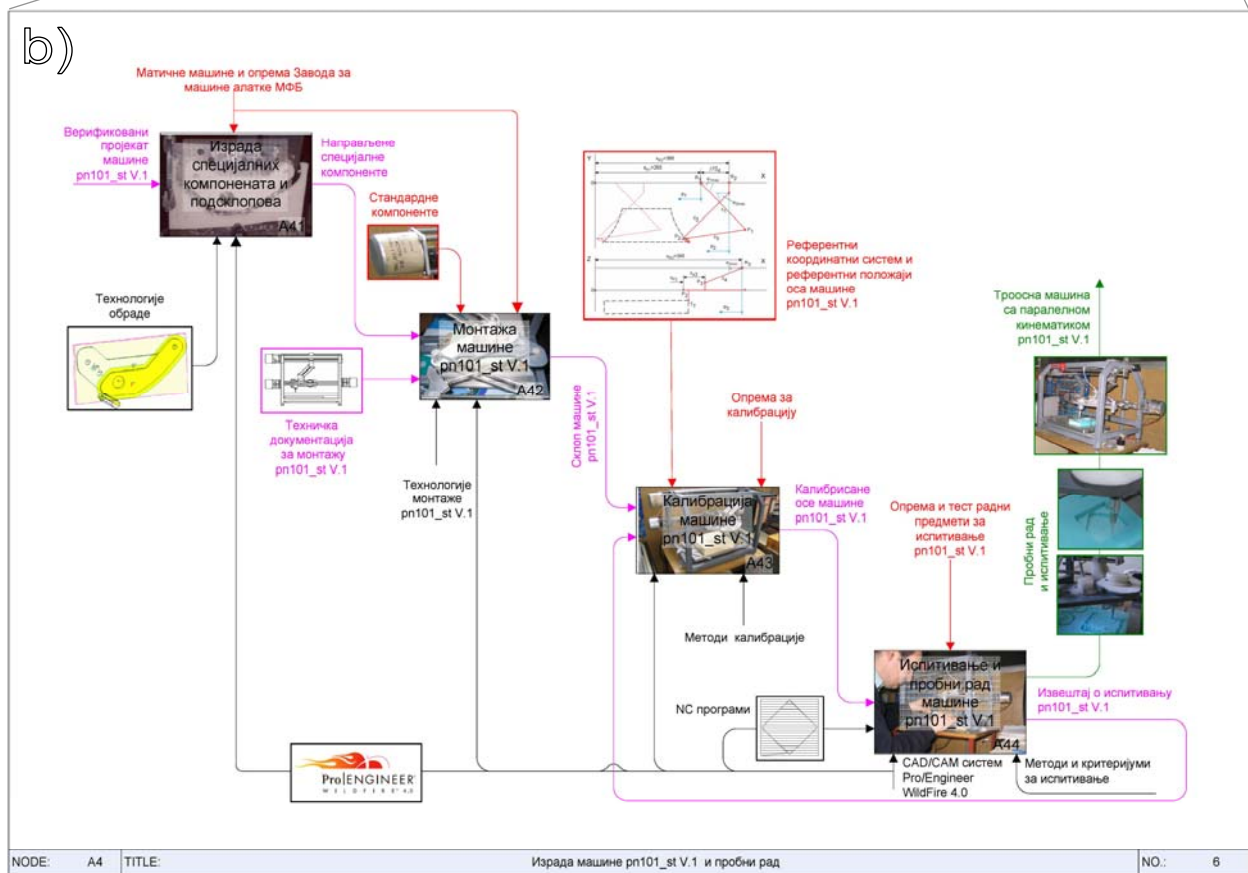 b)
Матичне машине и опрема Завода за
машине алатке МФБ
Верификовани
пројекат
машине
pn101_st V.1
Израда
специјалних
компонената и
подсклопова
A41
Направљене
специјалне
компоненте
Стандардне
компоненте
Технологије
обраде
Монтажа
машине
pn101_st V.1
A42
Техничка
документација
за монтажу
pn101_st V.1
Технологије
монтаже
pn101_st V.1
Склоп машине
pn101_st V.1
Y
X
Z
X
Референтни
координатни систем и
референтни положаји
оса машине
pn101_st V.1
Опрема за
калибрацију
Калибрација
машине
pn101_st V.1
A43
Калибрисане
осе машине
pn101_st V.1
Методи калибрације
Опрема и тест радни
предмети за
испитивање
pn101_st V.1
Троосна машина
са паралелном
кинематиком
pn101_st V.1
Пробни рад
и испитивање
Испитивање и
пробни рад
машине
pn101_st V.1
A44
Извештај о испитивању
pn101_st V.1
NC програми
Pro|ENGINEER
WILDFIRE 4.0
CAD/CAM систем
Pro/Engineer
WildFire 4.0
Методи и критеријуми
за испитивање
NODE: A4 TITLE: Израда машине pn101_st V.1 и пробни рад NO.: 6